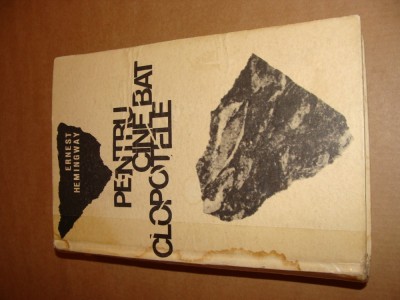 ERNEST
HEMINGWAY
PENTRU
CINE BAT
CLOPOTELE